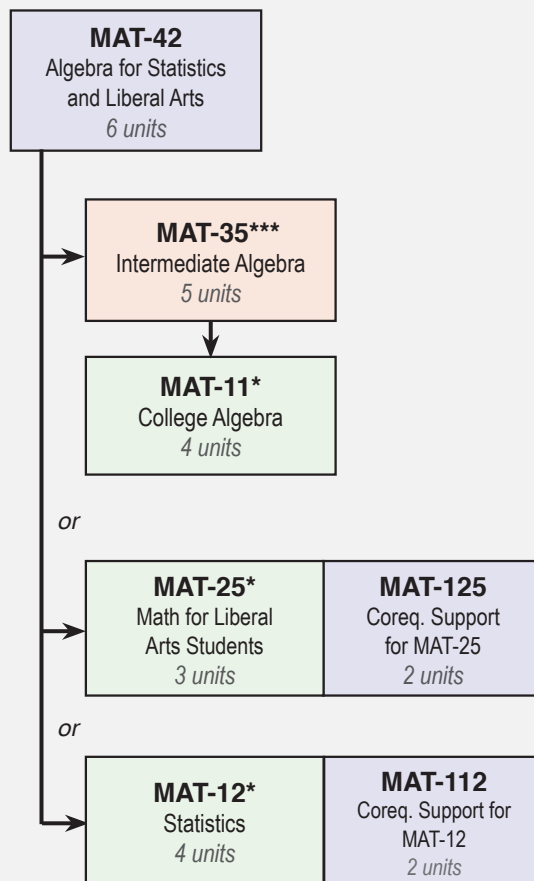 MAT-42
Algebra for Statistics
and Liberal Arts
6 units
MAT-35***
Intermediate Algebra
5 units
MAT-11*
College Algebra
4 units
or
MAT-25*
Math for Liberal
Arts Students
3 units
MAT-125
Coreq. Support
for MAT-25
2 units
or
MAT-12*
Statistics
4 units
MAT-112
Coreq. Support for
MAT-12
2 units